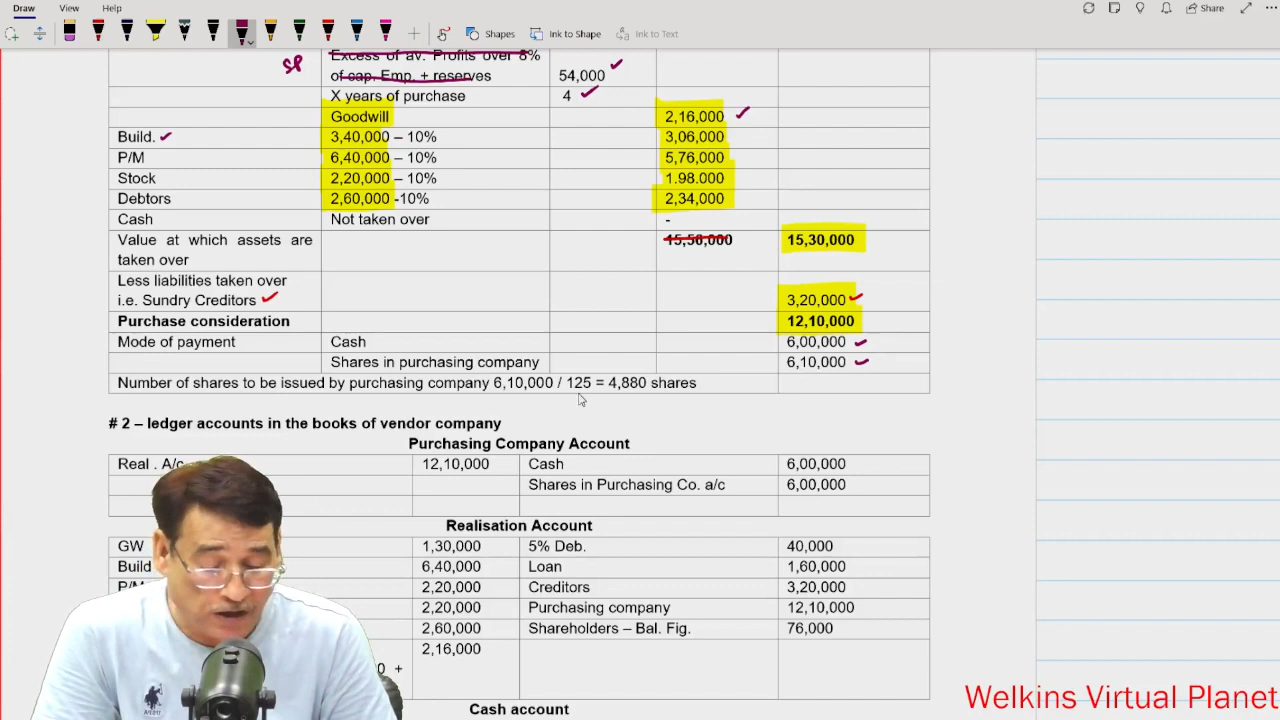 Draw View Help
Share
Shapes Ink to Shape Ink to Text
Excess of av. Profits over 8%
SP of cap. Emp. + reserves 54,000
X years of purchase 4
Goodwill 2,16,000
Build. 3,40,000 – 10% 3,06,000
P/M 6,40,000 – 10% 5,76,000
Stock 2,20,000 – 10% 1.98.000
Debtors 2,60,000 -10% 2,34,000
Cash Not taken over -
Value at which assets are 15,56,000 15,30,000
taken over
Less liabilities taken over
i.e. Sundry Creditors 3,20,000
Purchase consideration 12,10,000
Mode of payment Cash 6,00,000
Shares in purchasing company 6,10,000
Number of shares to be issued by purchasing company 6,10,000 / 125 = 4,880 shares
# 2 – ledger accounts in the books of vendor company
Purchasing Company Account
Real . A/c 12,10,000 Cash 6,00,000
Shares in Purchasing Co. a/c 6,00,000
Realisation Account
GW 1,30,000 5% Deb. 40,000
Build 6,40,000 Loan 1,60,000
P/M 2,20,000 Creditors 3,20,000
2,20,000 Purchasing company 12,10,000
2,60,000 Shareholders – Bal. Fig. 76,000
2,16,000
0 +
Cash account
Welkins Virtual Planet